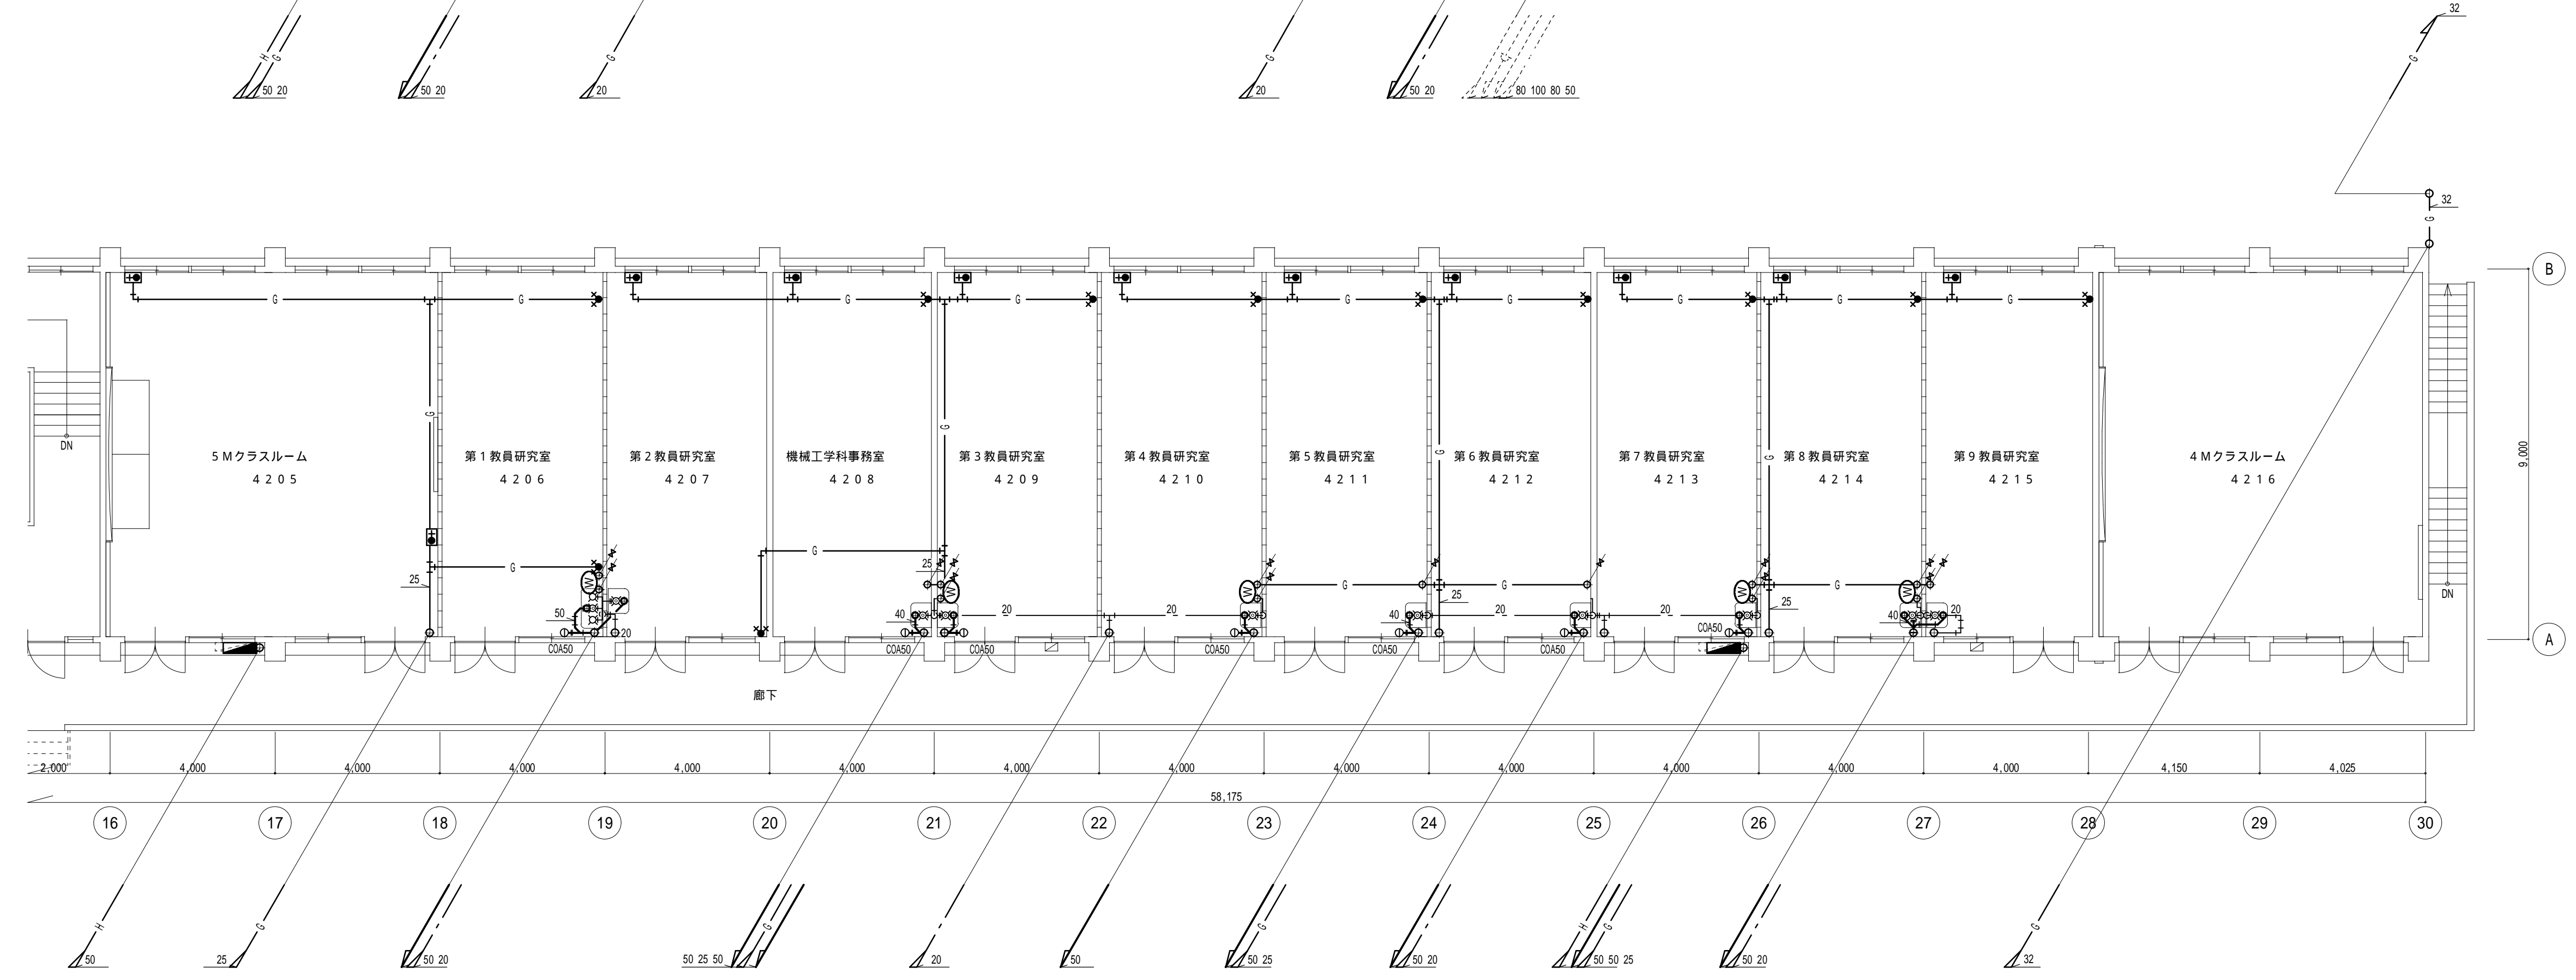 32
H G G G G G
50 20 50 20 20 20 50 20 80 100 80 50
32
G
B
G G G G G G G G G G G
G G G G
9,000
DN
5Mクラスルーム 第1教員研究室 第2教員研究室 機械工学科事務室 第3教員研究室 第4教員研究室 第5教員研究室 第6教員研究室 第7教員研究室 第8教員研究室 第9教員研究室 4Mクラスルーム
4205 4206 4207 4208 4209 4210 4211 4212 4213 4214 4215 4216
G
25 G 25 G G G
W W W W W DN
25 25
50 40 20 20 40 20 20 40 20
20 COA50
COA50 COA50 COA50 COA50 COA50 COA50
A
廊下
2,000 4,000 4,000 4,000 4,000 4,000 4,000 4,000 4,000 4,000 4,000 4,000 4,000 4,150 4,025
58,175
16 17 18 19 20 21 22 23 24 25 26 27 28 29 30
H G G G H G G
50 25 50 20 50 25 50 20 50 50 25 50 20 50 50 25 50 20 32